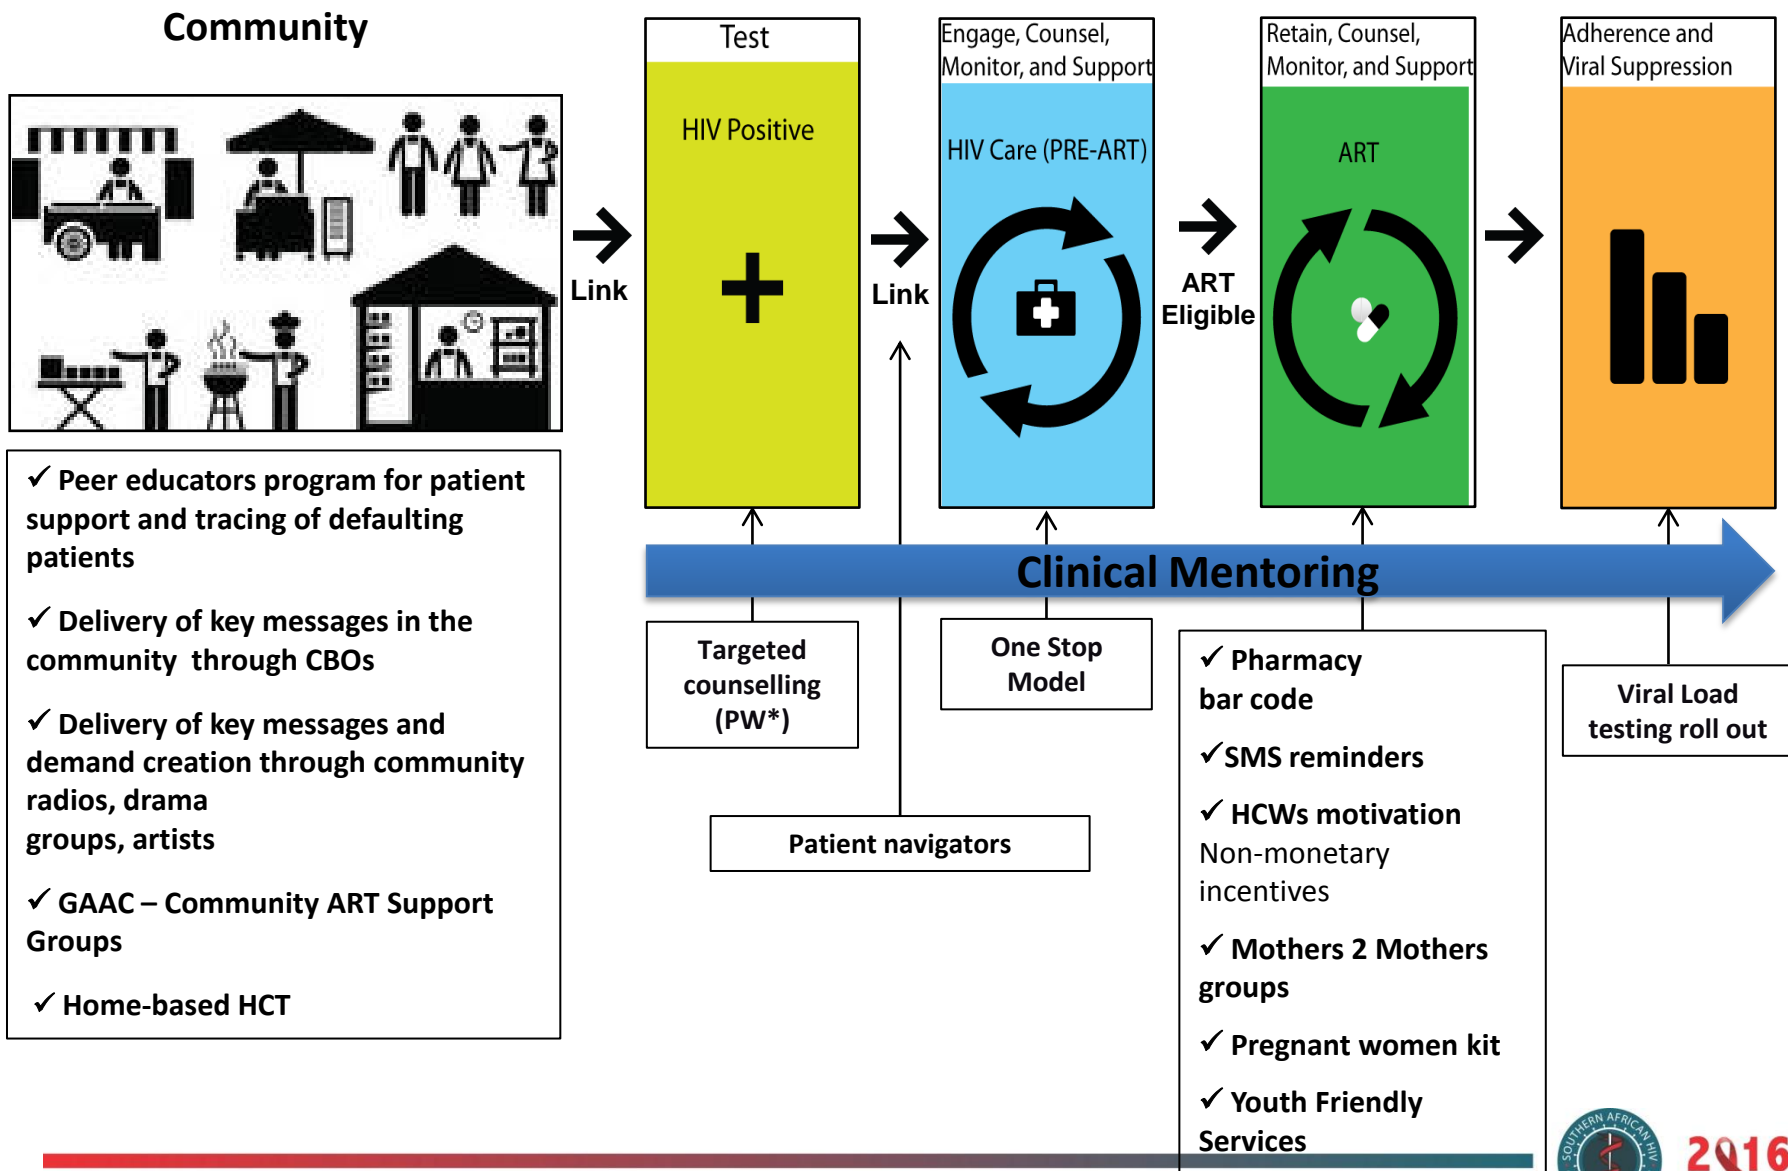 Community
Test
HIV Positive
Engage, Counsel,
Monitor, and Support
HIV Care (PRE-ART)
Retain, Counsel,
Monitor, and Support
ART
Adherence and
Viral Suppression
Link
Link
ART
Eligible
✓ Peer educators program for patient
support and tracing of defaulting
patients
✓ Delivery of key messages in the
community through CBOs
✓ Delivery of key messages and
demand creation through community
radios, drama
groups, artists
✓ GAAC – Community ART Support
Groups
✓ Home-based HCT
Clinical Mentoring
Targeted
counselling
(PW*)
One Stop
Model
Patient navigators
✓ Pharmacy
bar code
✓SMS reminders
✓ HCWs motivation
Non-monetary
incentives
✓ Mothers 2 Mothers
groups
✓ Pregnant women kit
✓ Youth Friendly
Services
Viral Load
testing roll out
SOUTHERN AFRICAN HIV
2016